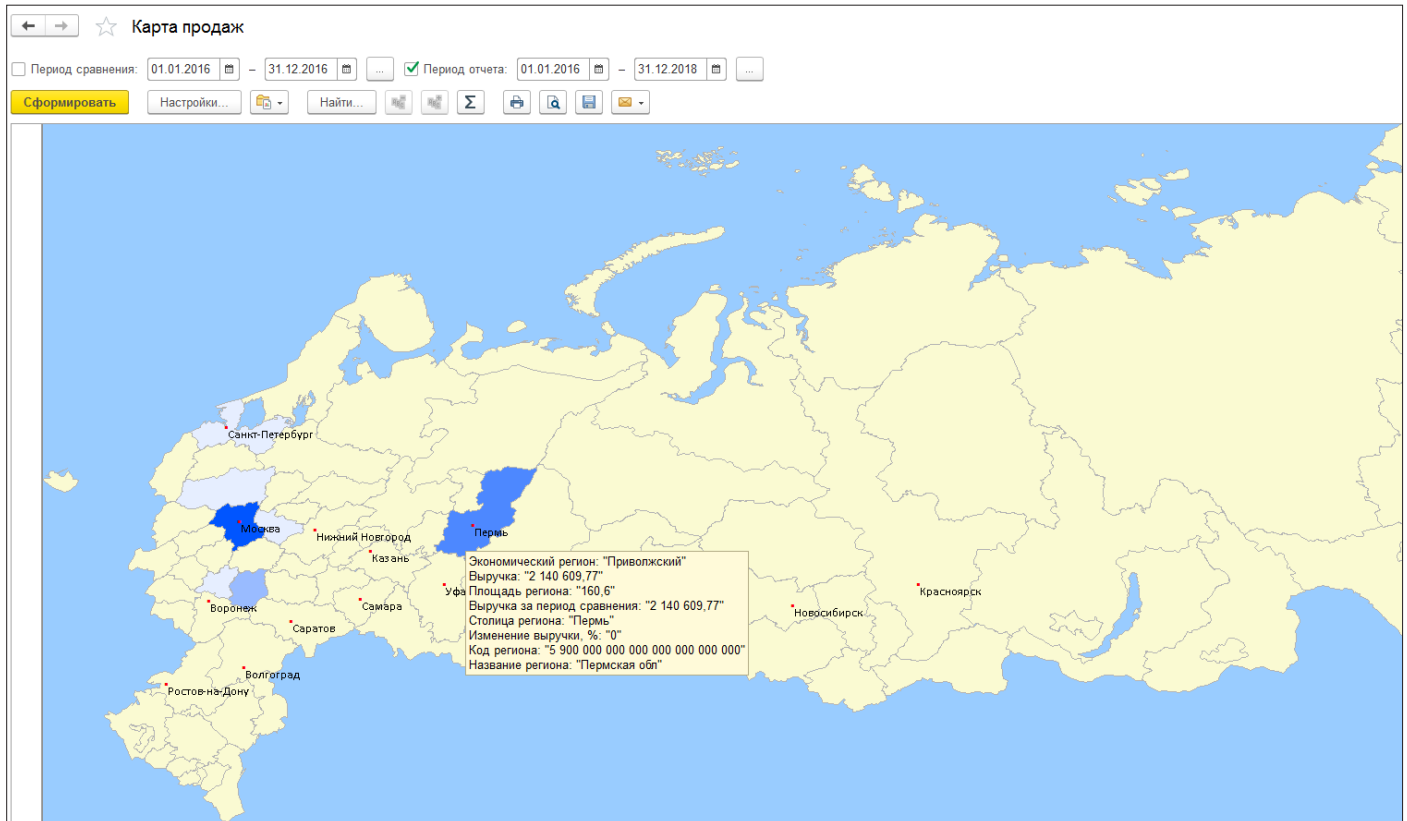 Карта продаж
Период сравнения: 01.01.2016 – 31.12.2016 ... Период отчета: 01.01.2016 – 31.12.2018 ...
Сформировать Настройки... Найти... Σ
Санкт-Петербург
Москва
Нижний Новгород
Пермь
Казань
Экономический регион: "Приволжский"
Выручка: "2 140 609,77"
Уфа Площадь региона: "160,6"
Красноярск
Выручка за период сравнения: "2 140 609,77"
Воронеж
Самара
Новосибирск
Столица региона: "Пермь"
Саратов
Изменение выручки, %: "0"
Код региона: "5 900 000 000 000 000 000 000 000"
Название региона: "Пермская обл"
Волгоград
Ростов-на-Дону